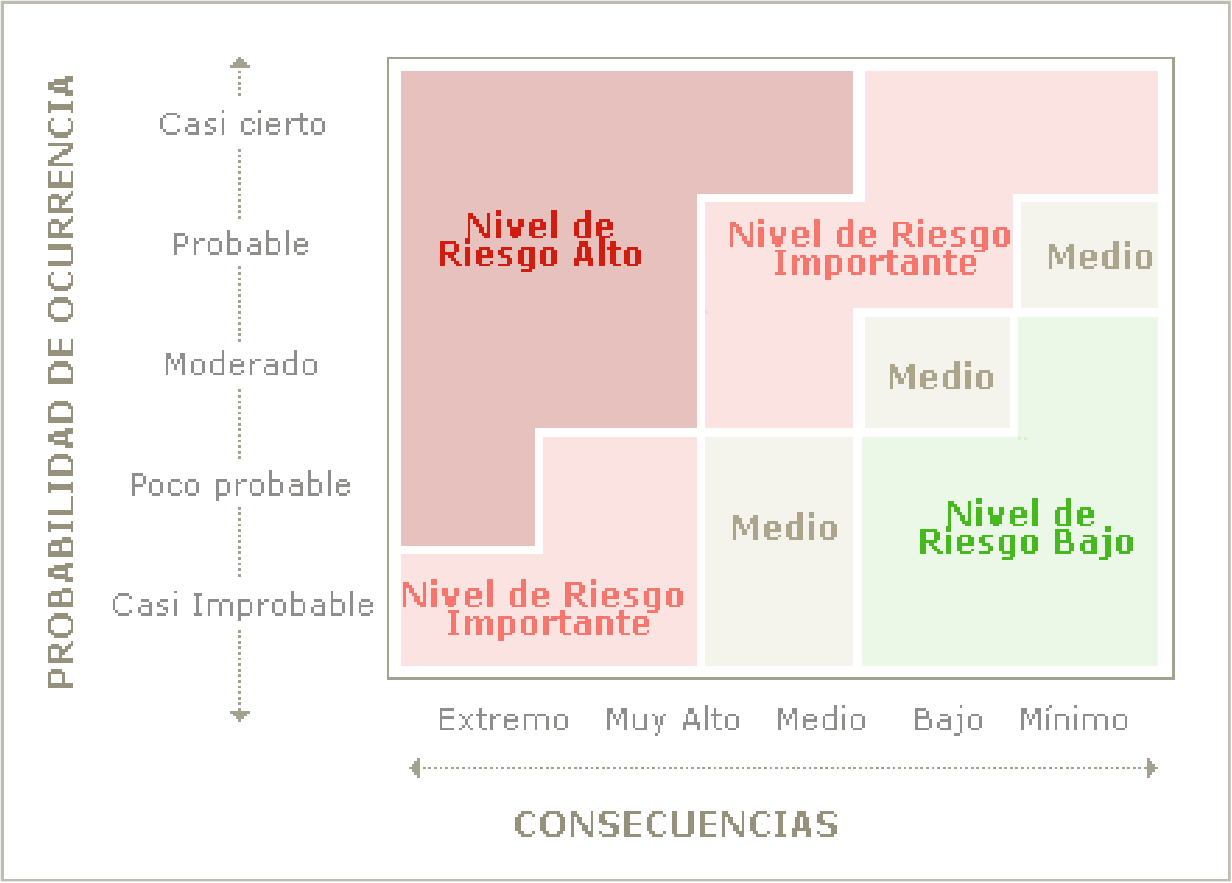 PROBABILIDAD DE OCURRENCIA
Casi cierto
Probable
Moderado
Poco probable
Casi Improbable
Nivel de
Riesgo Alto
Nivel de Riesgo
Importante
Medio
Medio
Medio
Nivel de
Riesgo Bajo
Nivel de Riesgo
Importante
Extremo Muy Alto Medio Bajo Mínimo
CONSECUENCIAS